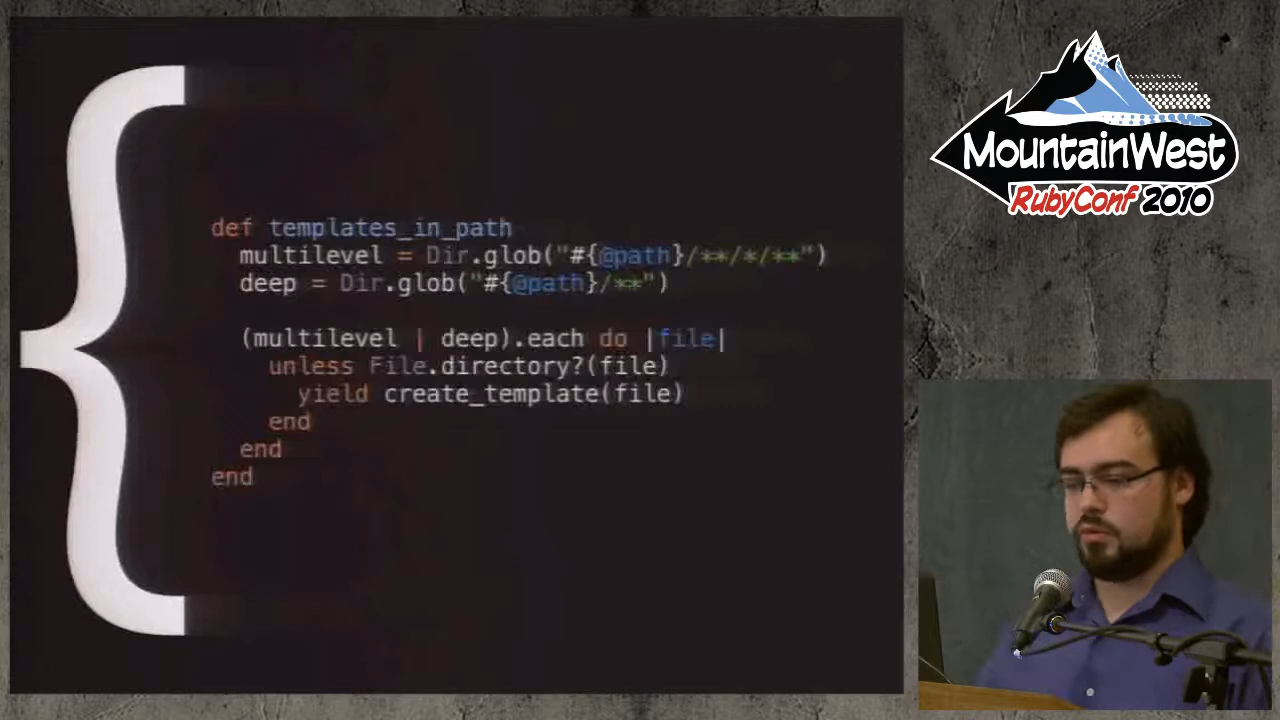 def templates_in_path
  multilevel = Dir.glob("#{@path}/**/*/**")
  deep = Dir.glob("#{@path}/**")
  (multilevel | deep).each do |file|
    unless File.directory?(file)
      yield create_template(file)
    end
  end
end
MountainWest
RubyConf 2010